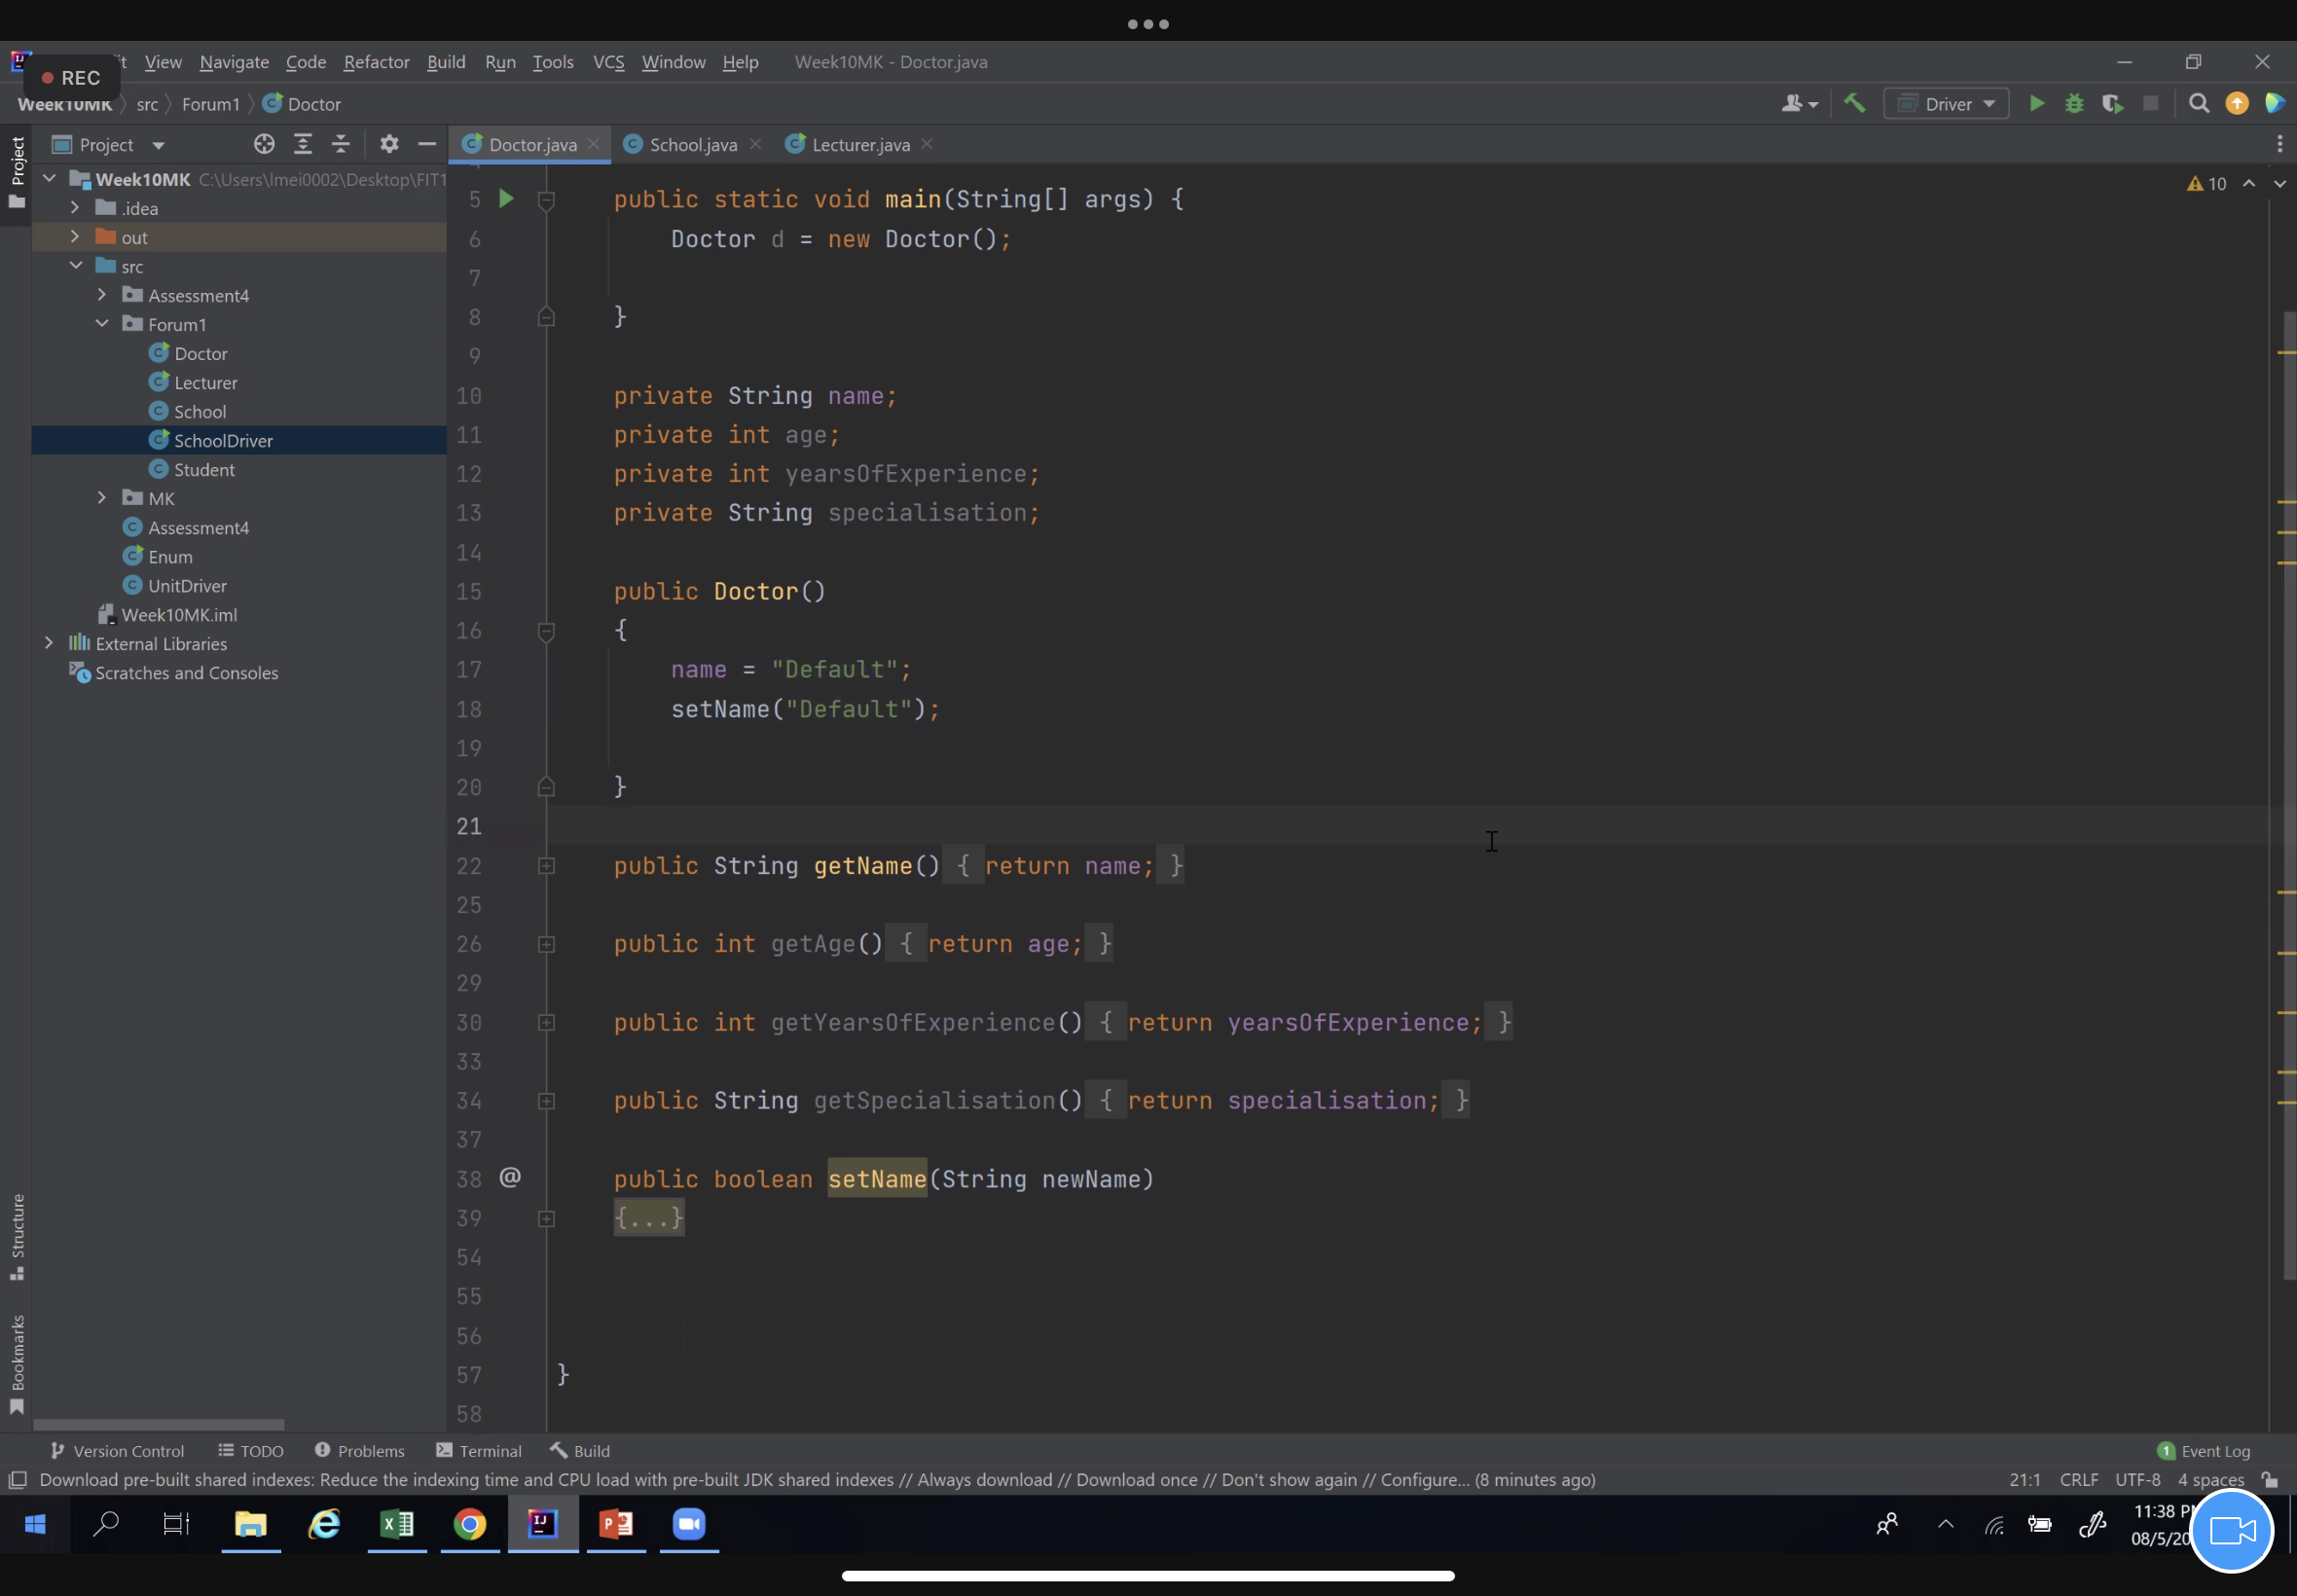 REC
View Navigate Code Refactor Build Run Tools VCS Window Help Week10MK - Doctor.java
Week10MK src Forum1 Doctor
Driver
Project
Project
Doctor.java School.java Lecturer.java
Week10MK C:\Users\lmei0002\Desktop\FIT1
.idea
out
src
Assessment4
Forum1
Doctor
Lecturer
School
SchoolDriver
Student
MK
Assessment4
Enum
UnitDriver
Week10MK.iml
External Libraries
Scratches and Consoles
Structure
Bookmarks
10
5 public static void main(String[] args) {
6 Doctor d = new Doctor();
7
8 }
9
10 private String name;
11 private int age;
12 private int yearsOfExperience;
13 private String specialisation;
14
15 public Doctor()
16 {
17 name = "Default";
18 setName("Default");
19
20 }
21
22 public String getName() { return name; }
25
26 public int getAge() { return age; }
29
30 public int getYearsOfExperience() { return yearsOfExperience; }
33
34 public String getSpecialisation() { return specialisation; }
37
38 @ public boolean setName(String newName)
39 {...}
54
55
56
57 }
58
Version Control TODO Problems Terminal Build 1 Event Log
Download pre-built shared indexes: Reduce the indexing time and CPU load with pre-built JDK shared indexes // Always download // Download once // Don't show again // Configure... (8 minutes ago) 21:1 CRLF UTF-8 4 spaces
11:38
08/5/20